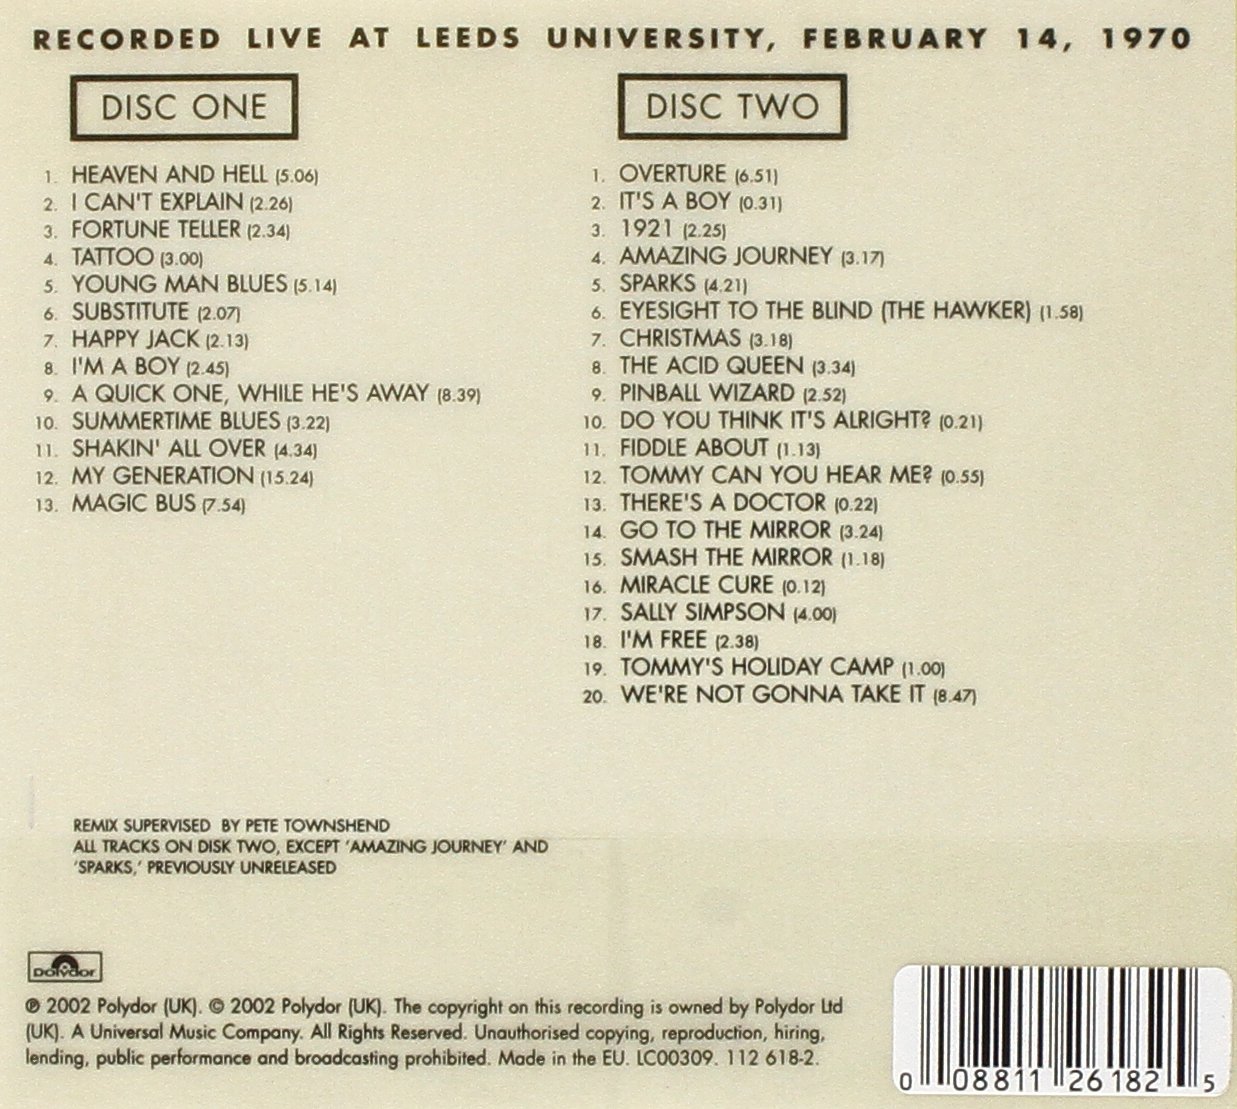 RECORDED LIVE AT LEEDS UNIVERSITY, FEBRUARY 14, 1970
DISC ONE
1. HEAVEN AND HELL (5.06)
2. I CAN'T EXPLAIN (2.26)
3. FORTUNE TELLER (2.34)
4. TATTOO (3.00)
5. YOUNG MAN BLUES (5.14)
6. SUBSTITUTE (2.07)
7. HAPPY JACK (2.13)
8. I'M A BOY (2.45)
9. A QUICK ONE, WHILE HE'S AWAY (8.39)
10. SUMMERTIME BLUES (3.22)
11. SHAKIN' ALL OVER (4.34)
12. MY GENERATION (15.24)
13. MAGIC BUS (7.54)
DISC TWO
1. OVERTURE (6.51)
2. IT'S A BOY (0.31)
3. 1921 (2.25)
4. AMAZING JOURNEY (3.17)
5. SPARKS (4.21)
6. EYESIGHT TO THE BLIND (THE HAWKER) (1.58)
7. CHRISTMAS (3.18)
8. THE ACID QUEEN (3.34)
9. PINBALL WIZARD (2.52)
10. DO YOU THINK IT'S ALRIGHT? (0.21)
11. FIDDLE ABOUT (1.13)
12. TOMMY CAN YOU HEAR ME? (0.55)
13. THERE'S A DOCTOR (0.22)
14. GO TO THE MIRROR (3.24)
15. SMASH THE MIRROR (1.18)
16. MIRACLE CURE (0.12)
17. SALLY SIMPSON (4.00)
18. I'M FREE (2.38)
19. TOMMY'S HOLIDAY CAMP (1.00)
20. WE'RE NOT GONNA TAKE IT (8.47)
REMIX SUPERVISED BY PETE TOWNSHEND
ALL TRACKS ON DISK TWO, EXCEPT 'AMAZING JOURNEY' AND
'SPARKS,' PREVIOUSLY UNRELEASED
Polydor
℗ 2002 Polydor (UK). © 2002 Polydor (UK). The copyright on this recording is owned by Polydor Ltd
(UK). A Universal Music Company. All Rights Reserved. Unauthorised copying, reproduction, hiring,
lending, public performance and broadcasting prohibited. Made in the EU. LC00309. 112 618-2.
0 08811 26182 5